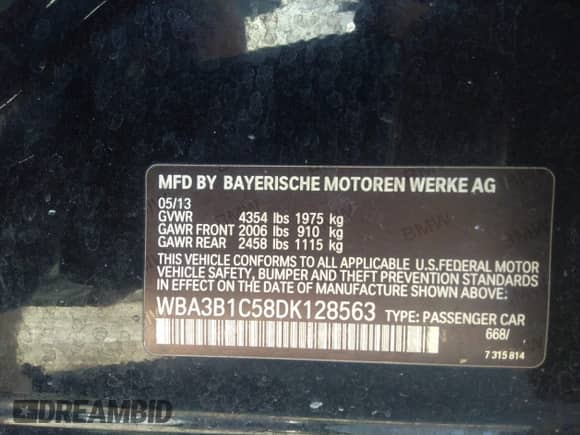 MFD BY BAYERISCHE MOTOREN WERKE AG
05/13
GVWR 4354 lbs 1975 kg
GAWR FRONT 2006 lbs 910 kg
GAWR REAR 2458 lbs 1115 kg
THIS VEHICLE CONFORMS TO ALL APPLICABLE U.S.FEDERAL MOTOR
VEHICLE SAFETY, BUMPER AND THEFT PREVENTION STANDARDS
IN EFFECT ON THE DATE OF MANUFACTURE SHOWN ABOVE.
WBA3B1C58DK128563 TYPE: PASSENGER CAR
668/
7 315 814
BMW
DREAMBID